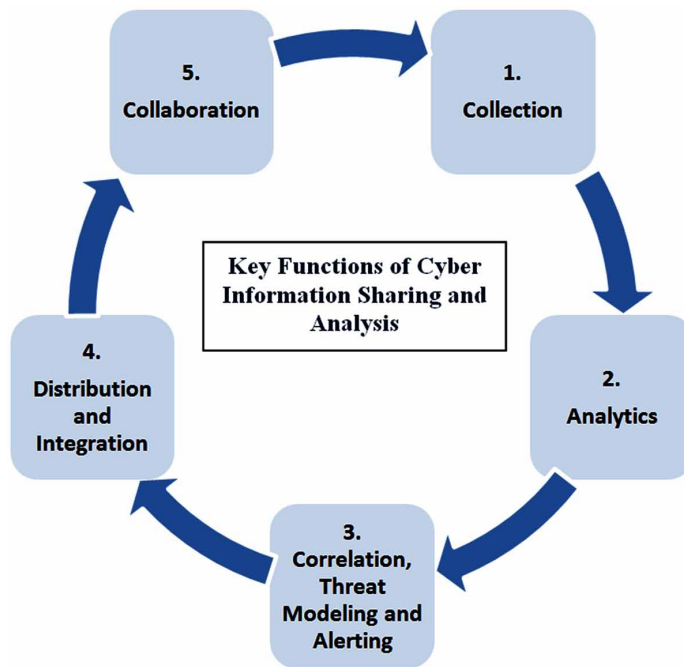 5.
Collaboration
1.
Collection
Key Functions of Cyber
Information Sharing and
Analysis
4.
Distribution
and
Integration
2.
Analytics
3.
Correlation,
Threat
Modeling and
Alerting